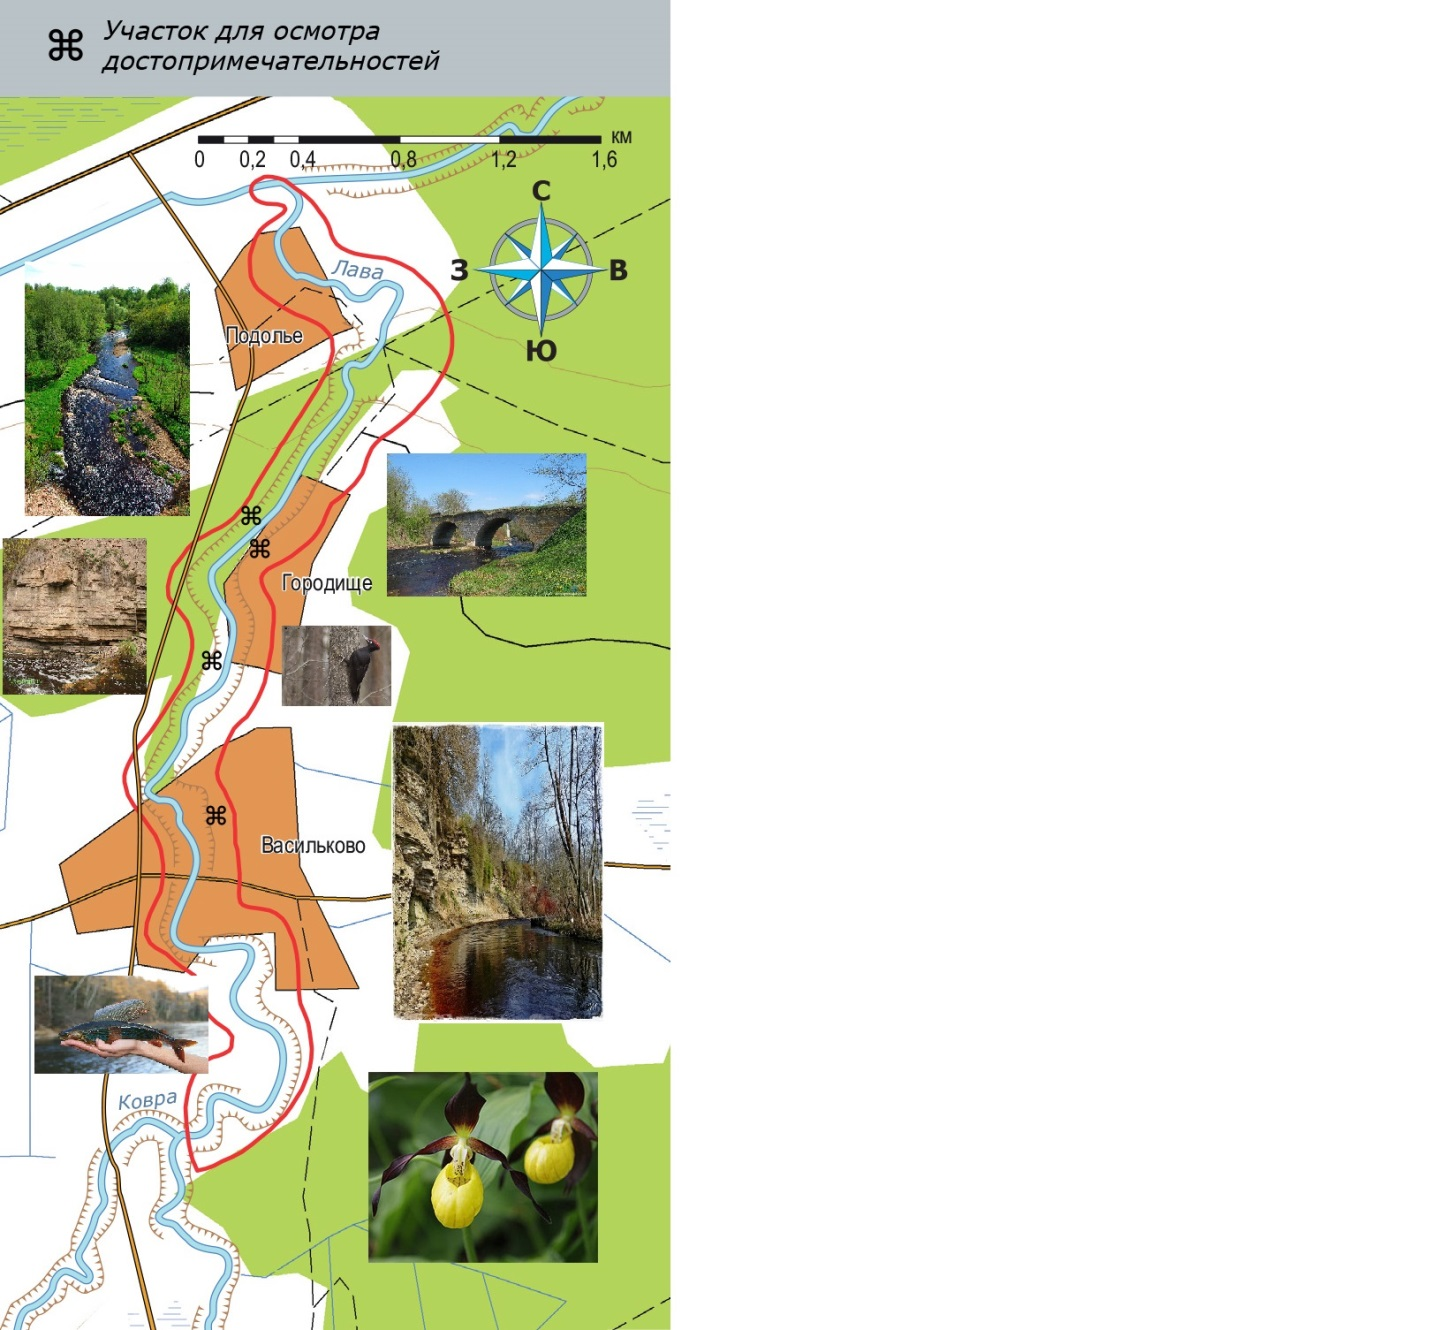 Участок для осмотра
достопримечательностей
км
0 0,2 0,4 0,8 1,2 1,6
С
З
В
Ю
Лава
Подолье
Городище
Васильково
Ковра